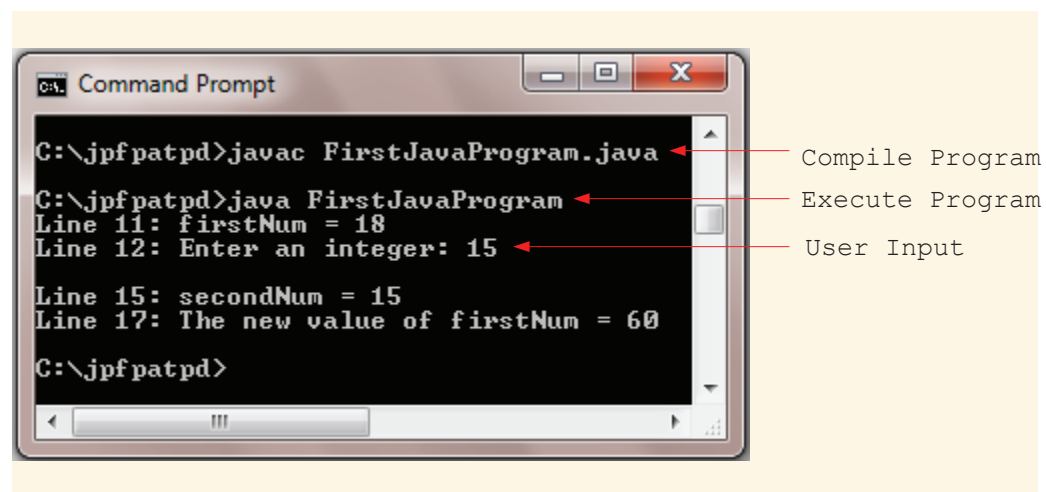 Command Prompt
C:\jpfpatpd>javac FirstJavaProgram.java
Compile Program
C:\jpfpatpd>java FirstJavaProgram
Execute Program
Line 11: firstNum = 18
Line 12: Enter an integer: 15
User Input
Line 15: secondNum = 15
Line 17: The new value of firstNum = 60
C:\jpfpatpd>